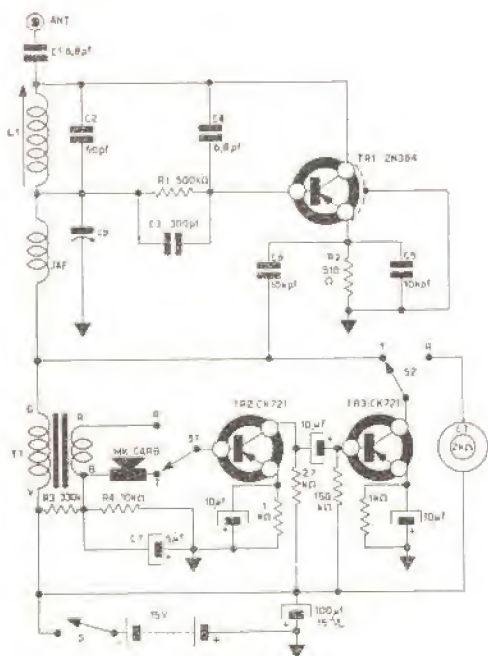 ANT
C1 6,8pf
C2
50pf
C4
6,8pf
L1
TR1 2N384
R1 500kΩ
C3 300pf
JAF
C6
10kpf
R2
510
Ω
C5
10kpf
T
R
S2
G
R
R
TR2:CK721
10µF
TR3:CK721
MK CARB
S1
T1
B
T
CT
2kΩ
V
R3 330k
R4 10kΩ
10µF
1
kΩ
2,7
kΩ
150
kΩ
1kΩ
10µF
C7
5µF
+
15V
100µF
S
+